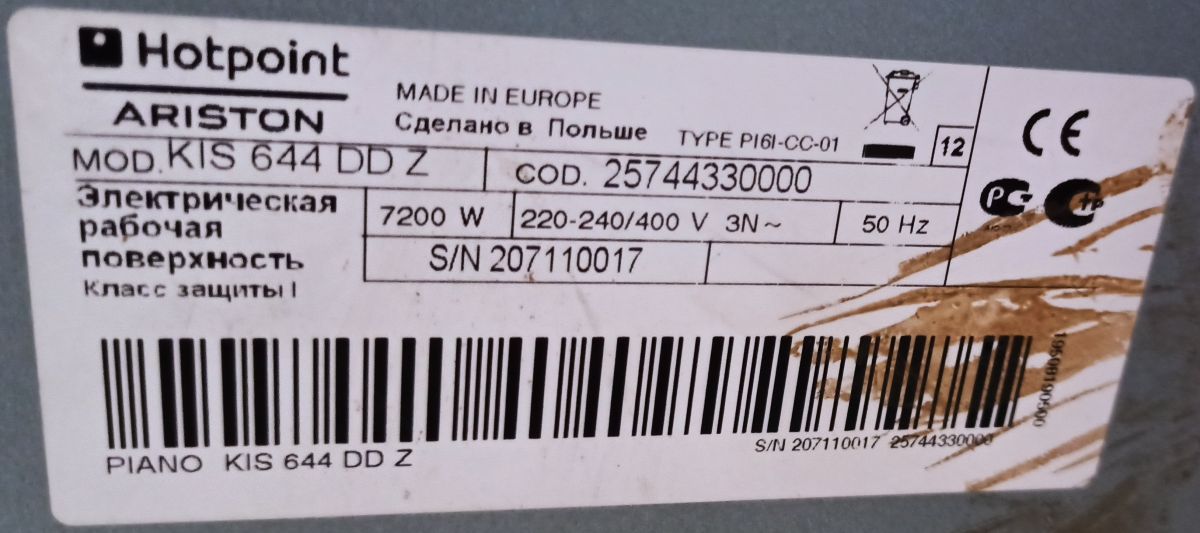 Hotpoint
ARISTON
MADE IN EUROPE
Сделано в Польше
TYPE PI6I-CC-01
12
MOD. KIS 644 DD Z
COD. 25744330000
Электрическая
рабочая
поверхность
Класс защиты I
7200 W
220-240/400 V 3N~
50 Hz
S/N 207110017
CE
PIANO KIS 644 DD Z
S/N 207110017 25744330000